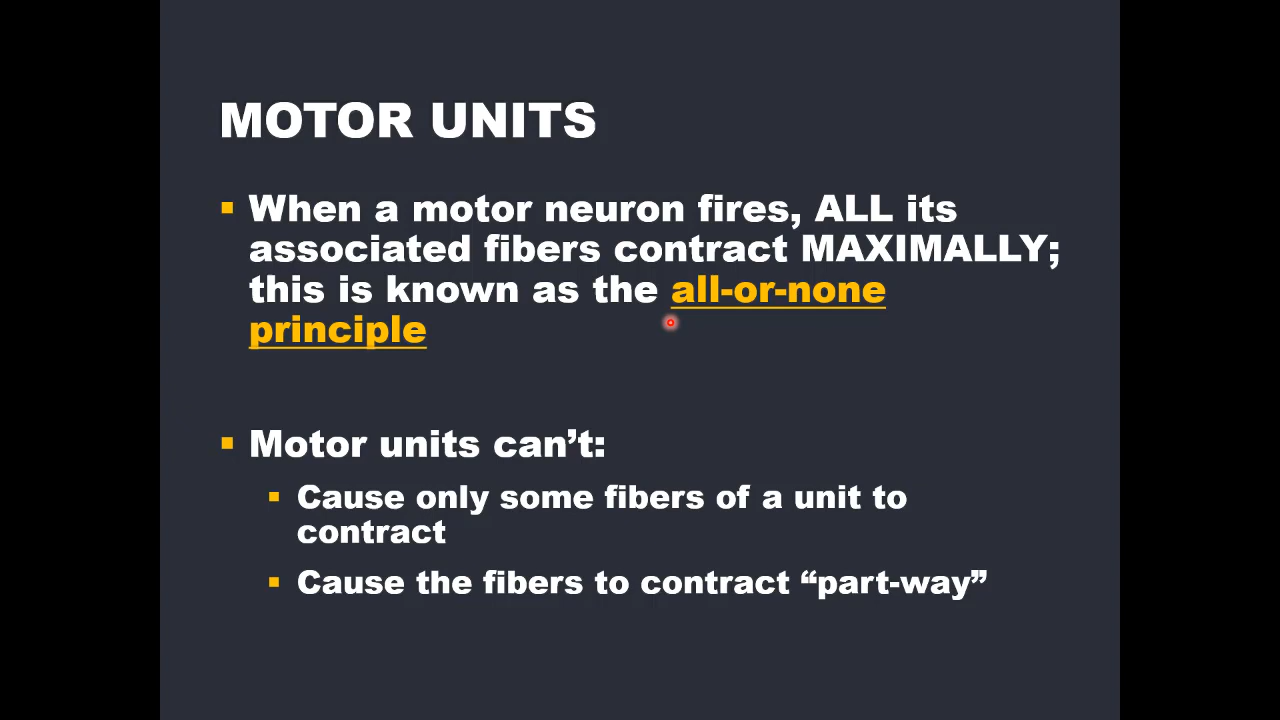 MOTOR UNITS
When a motor neuron fires, ALL its
associated fibers contract MAXIMALLY;
this is known as the all-or-none
principle
Motor units can’t:
Cause only some fibers of a unit to
contract
Cause the fibers to contract “part-way”